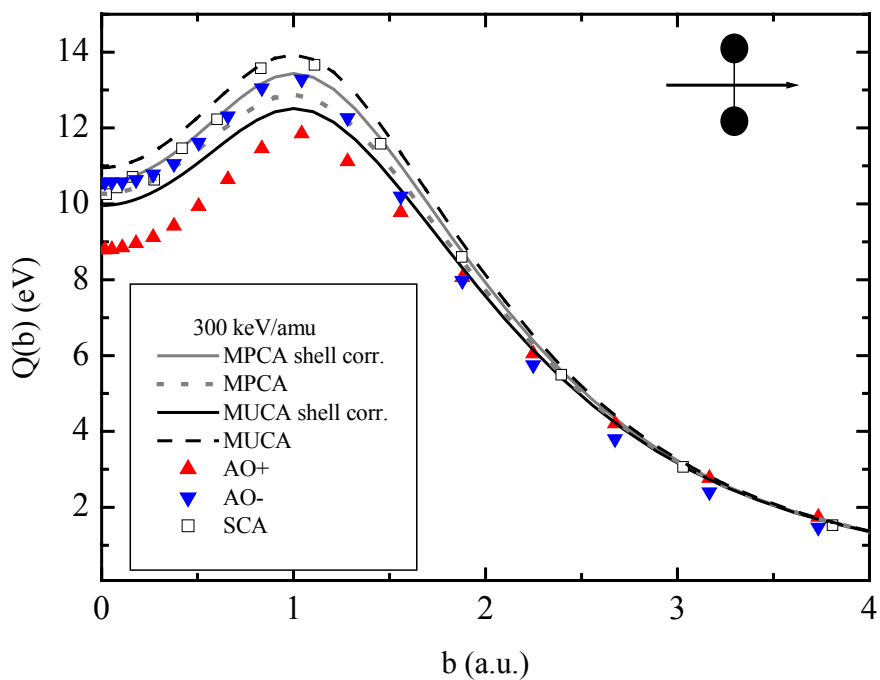 14
12
10
8
6
4
2
Q(b) (eV)
300 keV/amu
MPCA shell corr.
MPCA
MUCA shell corr.
MUCA
AO+
AO-
SCA
0 1 2 3 4
b (a.u.)